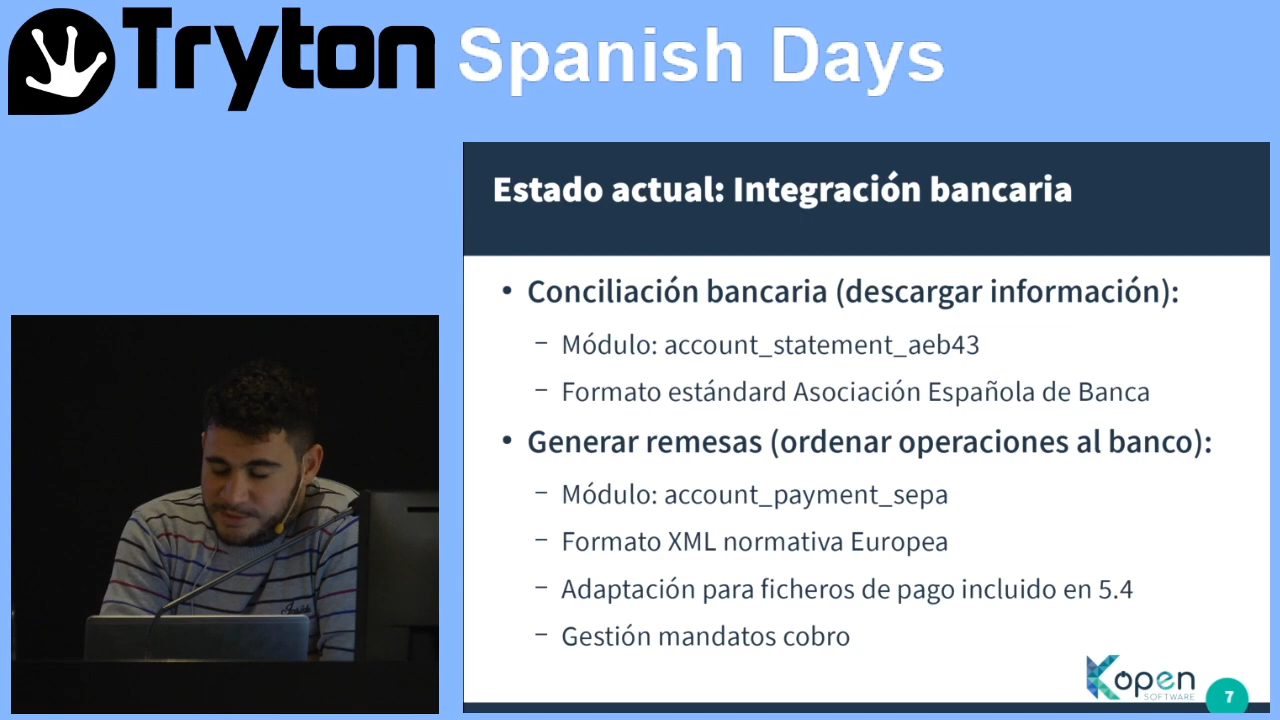 Tryton Spanish Days
Estado actual: Integración bancaria
• Conciliación bancaria (descargar información):
– Módulo: account_statement_aeb43
– Formato estándard Asociación Española de Banca
• Generar remesas (ordenar operaciones al banco):
– Módulo: account_payment_sepa
– Formato XML normativa Europea
– Adaptación para ficheros de pago incluido en 5.4
– Gestión mandatos cobro
Kopen
SOFTWARE
7